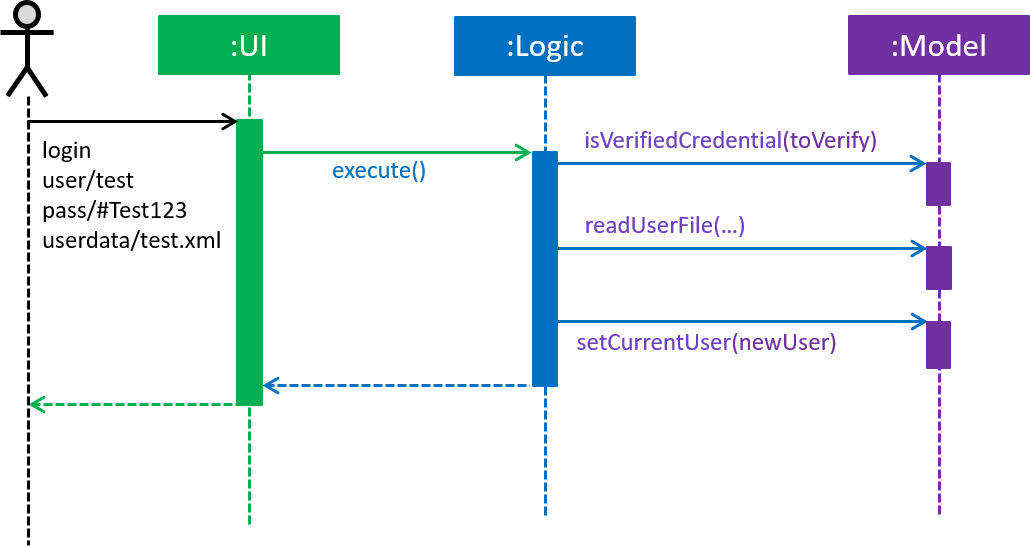 :UI
:Logic
:Model
login
user/test
pass/#Test123
userdata/test.xml
execute()
isVerifiedCredential(toVerify)
readUserFile(…)
setCurrentUser(newUser)